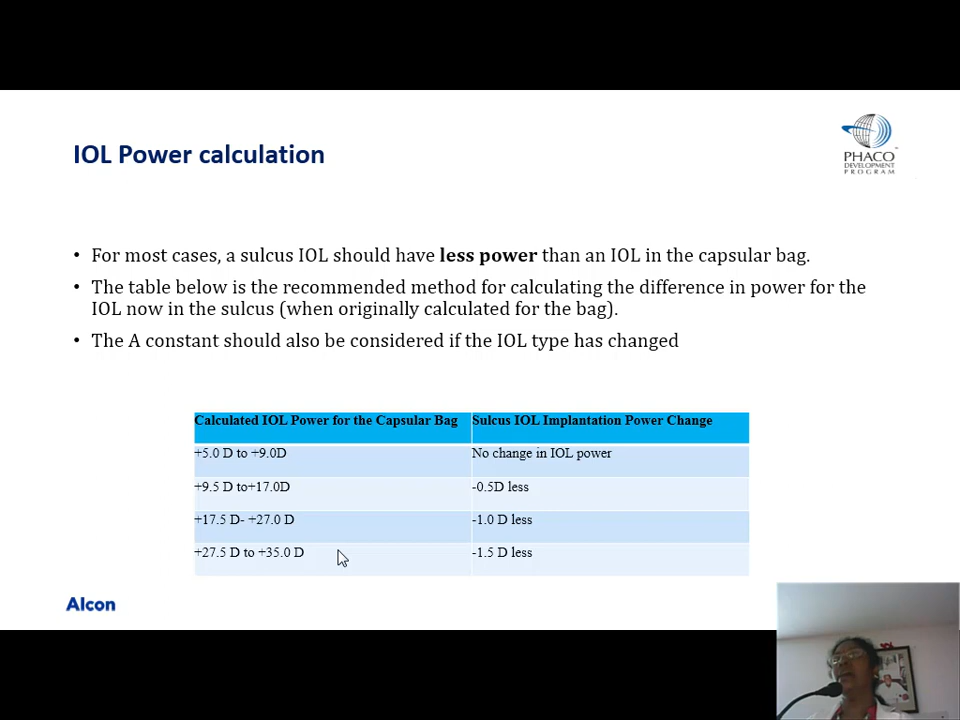 IOL Power calculation
PHACO
DEVELOPMENT
PROGRAM
• For most cases, a sulcus IOL should have less power than an IOL in the capsular bag.
• The table below is the recommended method for calculating the difference in power for the
IOL now in the sulcus (when originally calculated for the bag).
• The A constant should also be considered if the IOL type has changed
Calculated IOL Power for the Capsular Bag Sulcus IOL Implantation Power Change
+5.0 D to +9.0D No change in IOL power
+9.5 D to+17.0D -0.5D less
+17.5 D- +27.0 D -1.0 D less
+27.5 D to +35.0 D -1.5 D less
Alcon